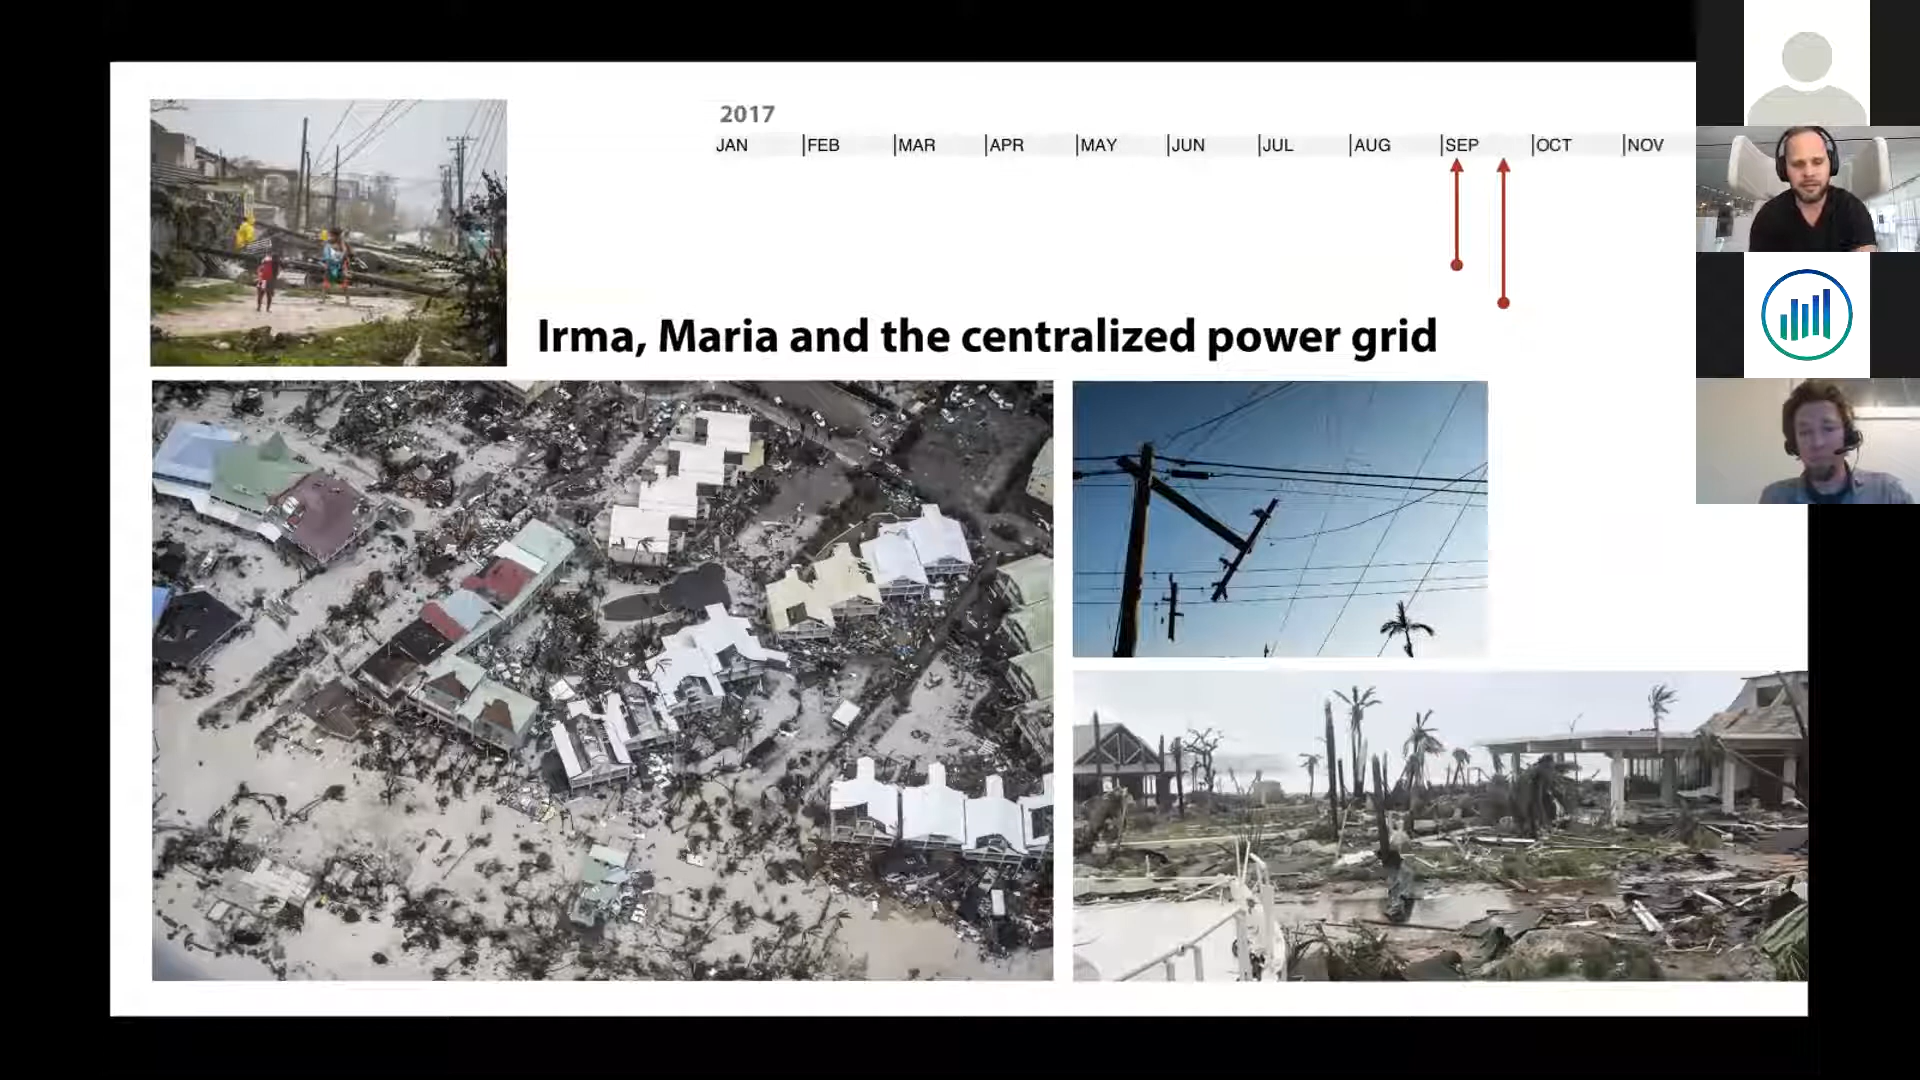 2017
JAN |FEB |MAR |APR |MAY |JUN |JUL |AUG |SEP |OCT |NOV
Irma, Maria and the centralized power grid